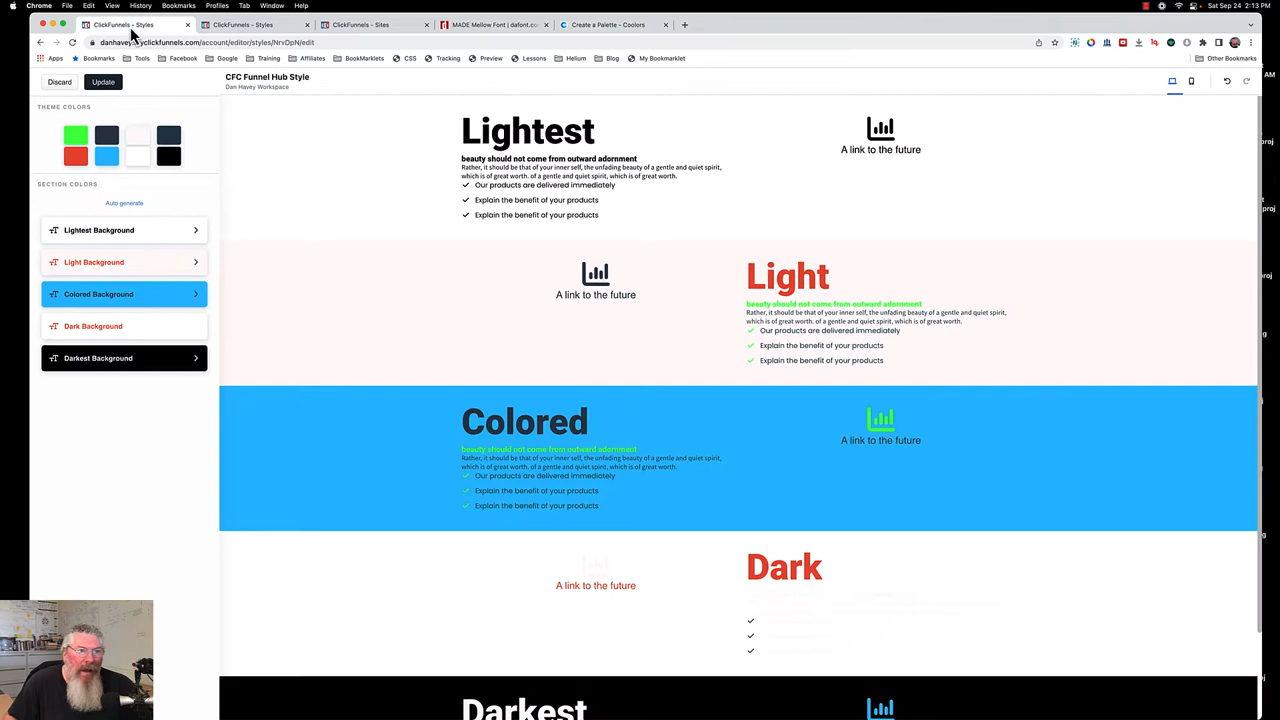 Chrome File Edit View History Bookmarks Profiles Tab Window Help
Sat Sep 24 2:13 PM
ClickFunnels - Styles
ClickFunnels - Styles
ClickFunnels - Sites
MADE Mellow Font | dafont.co
Create a Palette - Coolors
clickfunnels.com/account/editor/styles/NrvDpN/edit
Apps Bookmarks Tools Facebook Google Training Affiliates BookMarklets CSS Tracking Preview Lessons Helium Blog My Bookmarklet Other Bookmarks
Discard Update
CFC Funnel Hub Style
Dan Havey Workspace
AM
THEME COLORS
SECTION COLORS
Auto generate
Lightest Background
Light Background
Colored Background
Dark Background
Darkest Background
Lightest
beauty should not come from outward adornment
Rather, it should be that of your inner self, the unfading beauty of a gentle and quiet spirit,
which is of great worth. of a gentle and quiet spirit, which is of great worth.
Our products are delivered immediately
Explain the benefit of your products
Explain the benefit of your products
A link to the future
A link to the future
Light
beauty should not come from outward adornment
Rather, it should be that of your inner self, the unfading beauty of a gentle and quiet spirit,
which is of great worth. of a gentle and quiet spirit, which is of great worth.
Our products are delivered immediately
Explain the benefit of your products
Explain the benefit of your products
Colored
beauty should not come from outward adornment
Rather, it should be that of your inner self, the unfading beauty of a gentle and quiet spirit,
which is of great worth. of a gentle and quiet spirit, which is of great worth.
Our products are delivered immediately
Explain the benefit of your products
Explain the benefit of your products
A link to the future
A link to the future
Dark
Darkest